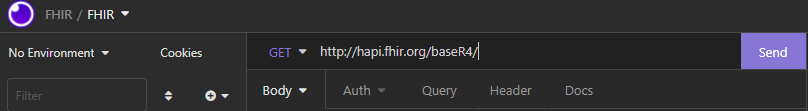 FHIR / FHIR
No Environment Cookies GET http://hapi.fhir.org/baseR4/ Send
Filter Body Auth Query Header Docs